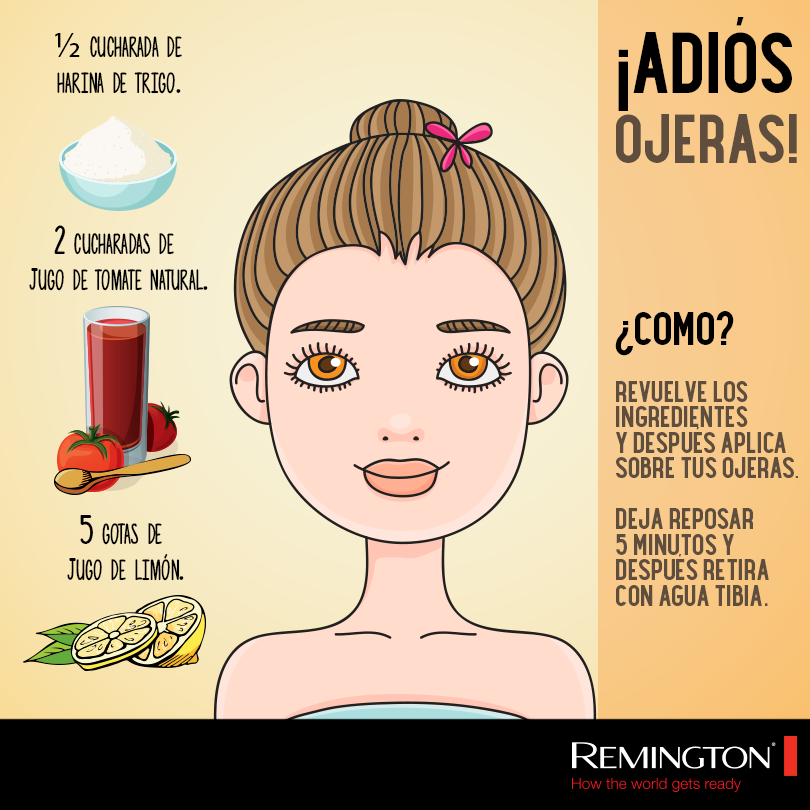 ½ CUCHARADA DE
HARINA DE TRIGO.
2 CUCHARADAS DE
JUGO DE TOMATE NATURAL.
5 GOTAS DE
JUGO DE LIMÓN.
¡ADIÓS
OJERAS!
¿COMO?
REVUELVE LOS
INGREDIENTES
Y DESPUÉS APLICA
SOBRE TUS OJERAS.
DEJA REPOSAR
5 MINUTOS Y
DESPUÉS RETIRA
CON AGUA TIBIA.
REMINGTON®
How the world gets ready